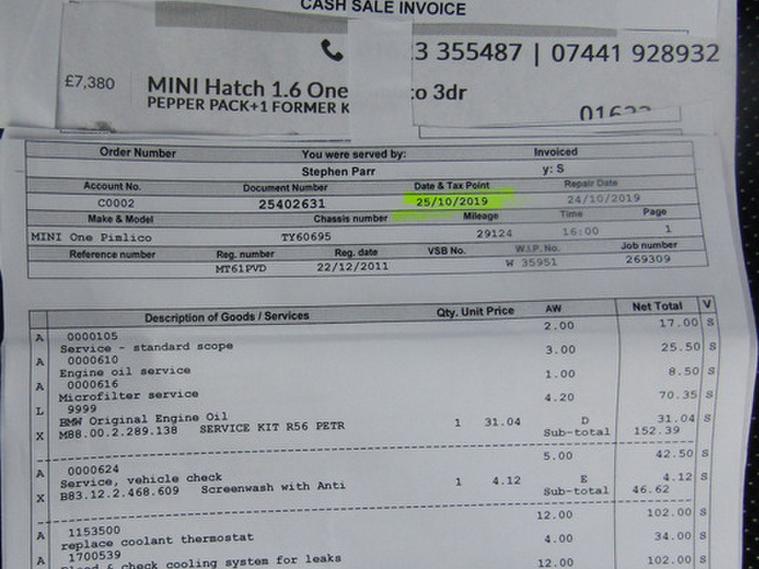 CASH SALE INVOICE
3 355487 | 07441 928932
£7,380
MINI Hatch 1.6 One o 3dr
PEPPER PACK+1 FORMER K
Order Number You were served by: Invoiced
Stephen Parr y: S
Account No. Document Number Date & Tax Point Repair Date
C0002 25402631 25/10/2019 24/10/2019
Make & Model Chassis number Mileage Time Page
MINI One Pimlico TY60695 29124 16:00 1
Reference number Reg. number Reg. date VSB No. W.I.P. No. Job number
MT61PVD 22/12/2011 W 35951 269309
Description of Goods / Services Qty. Unit Price AW Net Total V
A 0000105 2.00 17.00 S
Service - standard scope
A 0000610 3.00 25.50 S
Engine oil service
A 0000616 1.00 8.50 S
Microfilter service
L 9999 4.20 70.35 S
BMW Original Engine Oil
X M88.00.2.289.138 SERVICE KIT R56 PETR 1 31.04 D 31.04 S
Sub-total 152.39
A 0000624 5.00 42.50 S
Service, vehicle check
X B83.12.2.468.609 Screenwash with Anti 1 4.12 E 4.12 S
Sub-total 46.62
A 1153500 12.00 102.00 S
replace coolant thermostat
A 1700539 4.00 34.00 S
& check cooling system for leaks
12.00 102.00 S